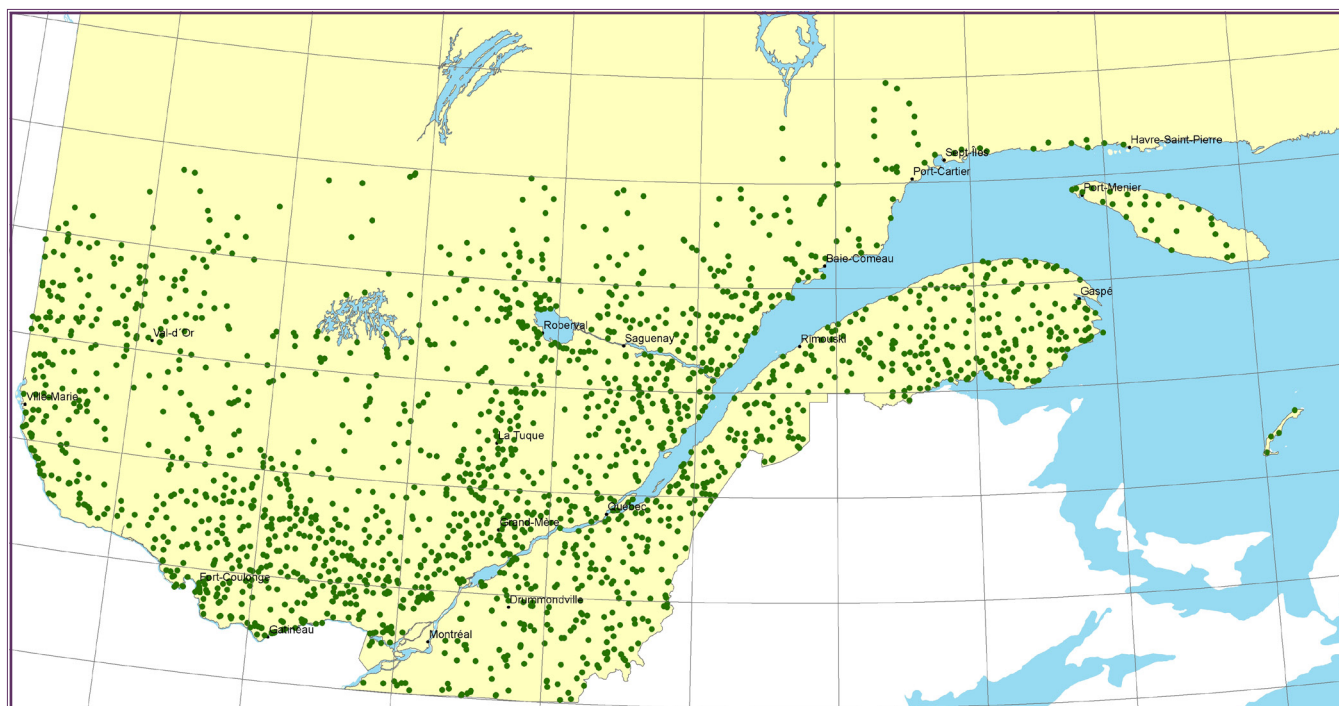 Havre-Saint-Pierre
Sept-Îles
Port-Cartier
Port-Menier
Baie-Comeau
Gaspé
Roberval
Val-d´Or
Saguenay
Rimouski
Ville-Marie
La Tuque
Québec
Grand-Mère
Fort-Coulonge
Drummondville
Gatineau
Montréal